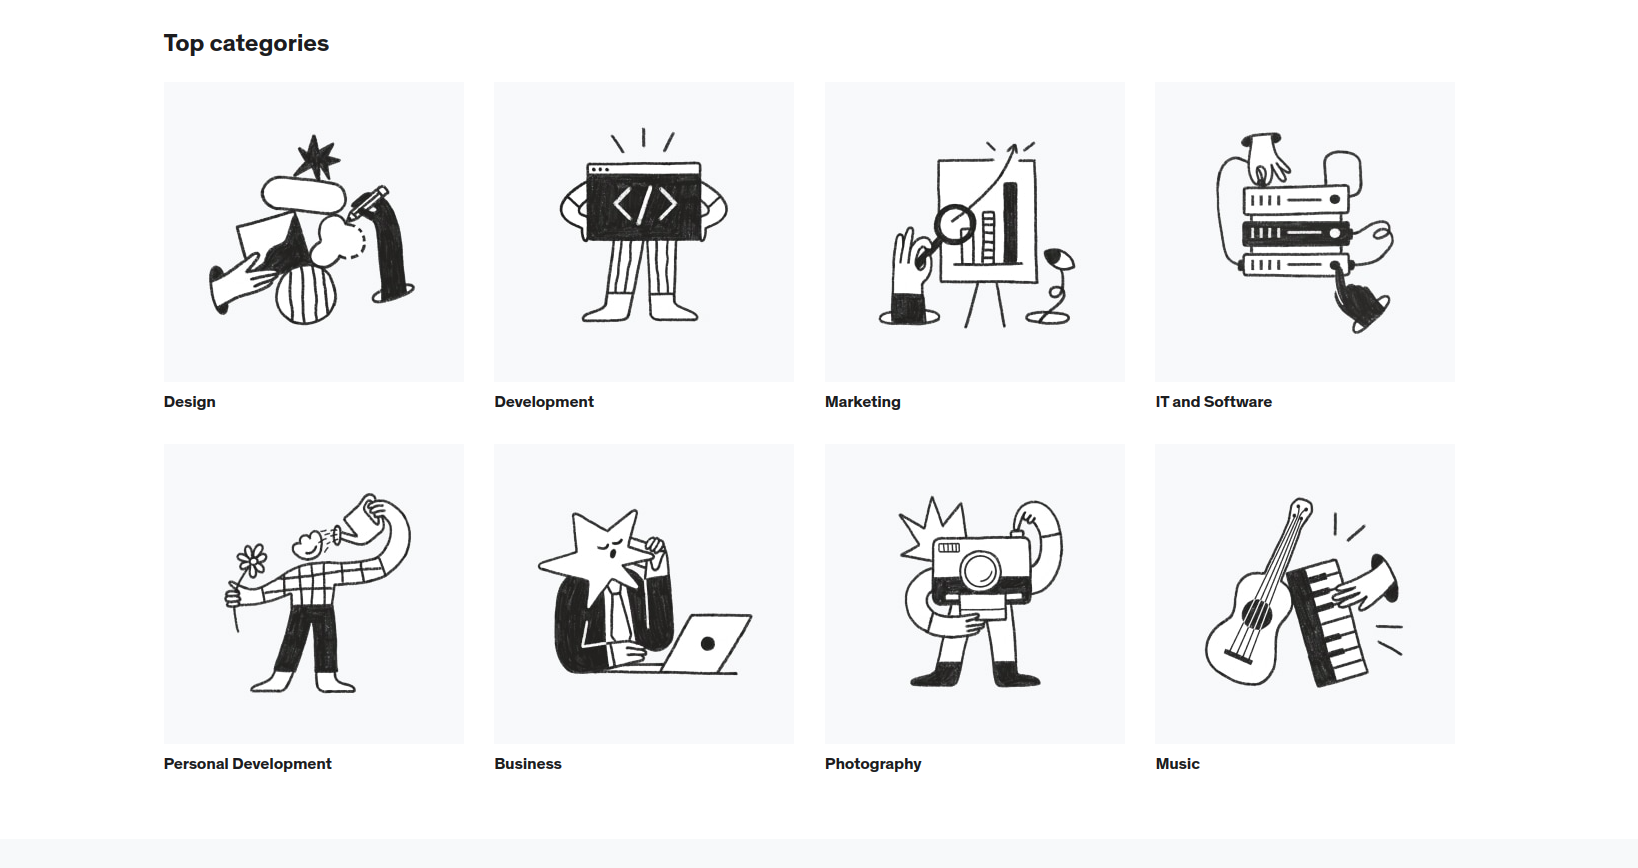 Top categories
Design
Development
Marketing
IT and Software
Personal Development
Business
Photography
Music